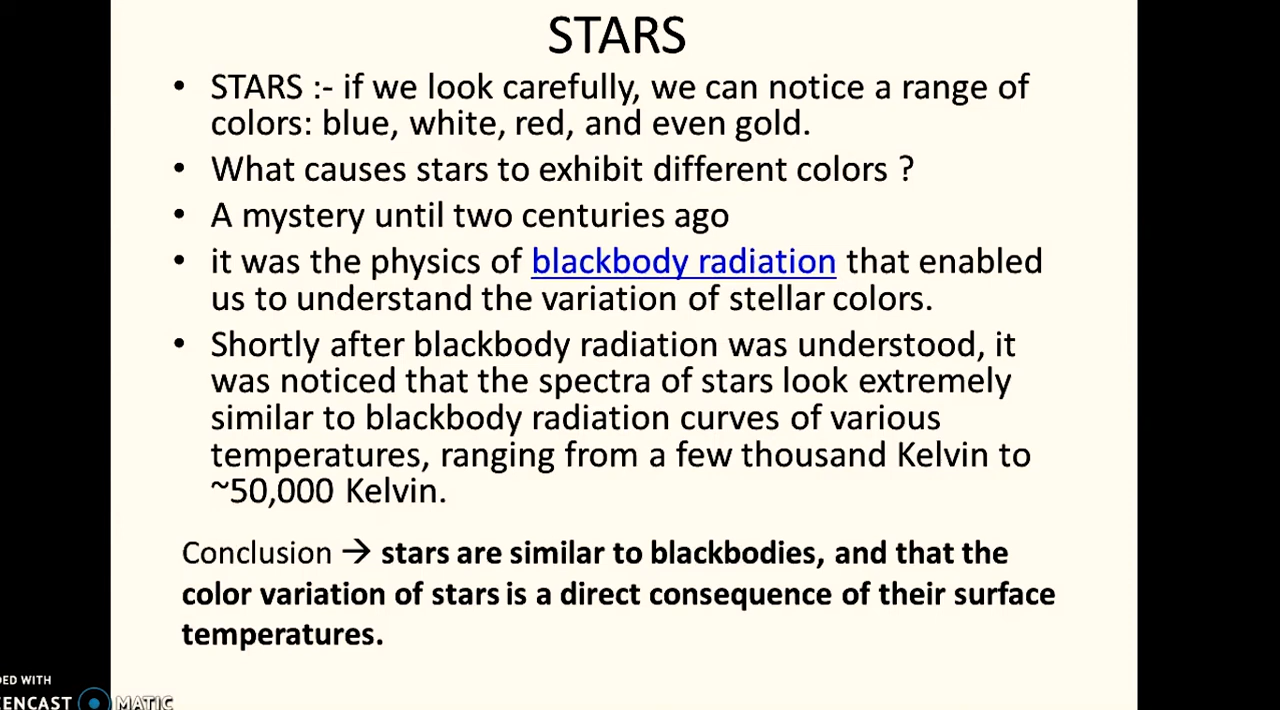 STARS
• STARS :- if we look carefully, we can notice a range of
colors: blue, white, red, and even gold.
• What causes stars to exhibit different colors ?
• A mystery until two centuries ago
• it was the physics of blackbody radiation that enabled
us to understand the variation of stellar colors.
• Shortly after blackbody radiation was understood, it
was noticed that the spectra of stars look extremely
similar to blackbody radiation curves of various
temperatures, ranging from a few thousand Kelvin to
~50,000 Kelvin.
Conclusion → stars are similar to blackbodies, and that the
color variation of stars is a direct consequence of their surface
temperatures.
DED WITH
EENCAST MATIC